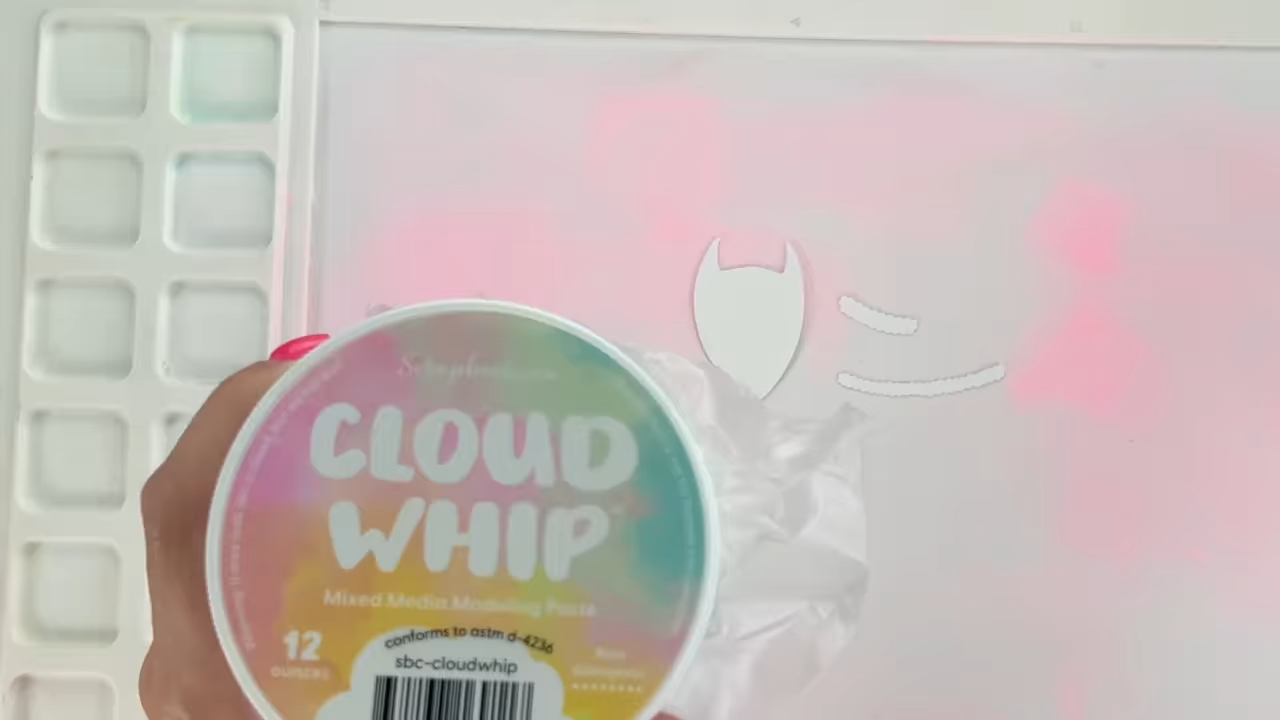 CLOUD
WHIP
Mixed Media Modeling Paste
12
OUNCES
conforms to astm d-4236
sbc-cloudwhip